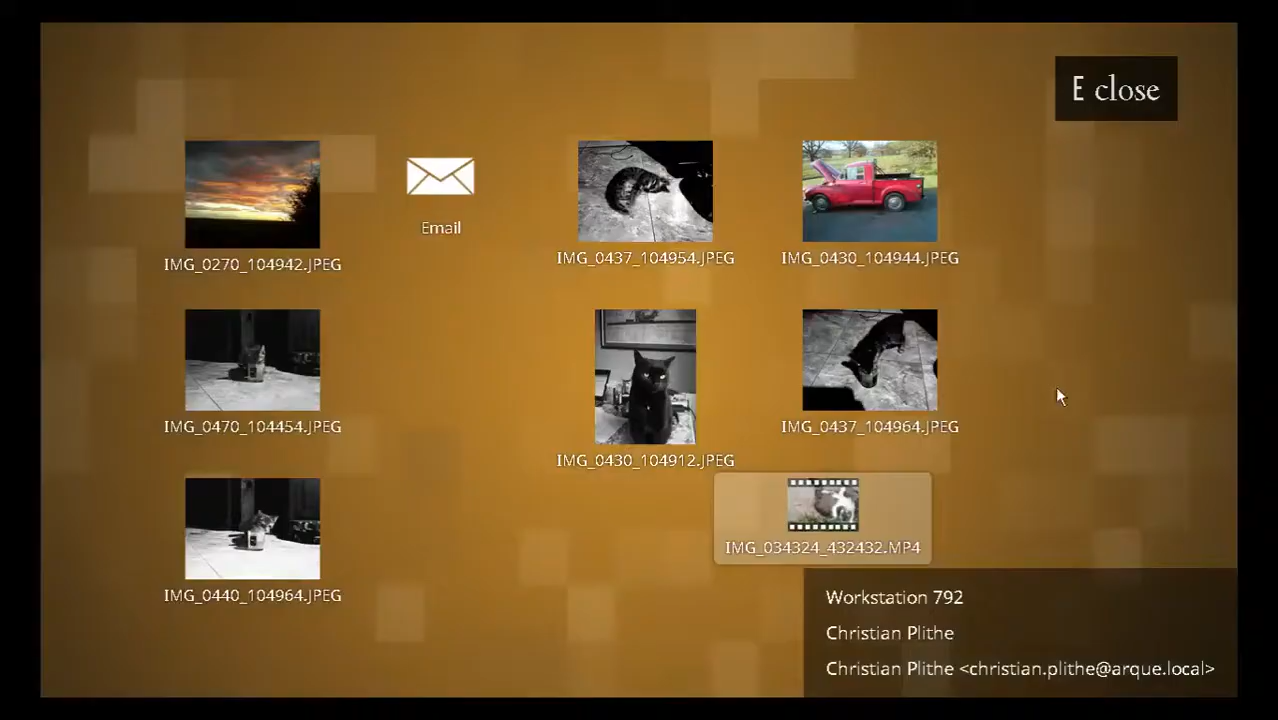 E close
IMG_0270_104942.JPEG
Email
IMG_0437_104954.JPEG
IMG_0430_104944.JPEG
IMG_0470_104454.JPEG
IMG_0430_104912.JPEG
IMG_0437_104964.JPEG
IMG_034324_432432.MP4
IMG_0440_104964.JPEG
Workstation 792
Christian Plithe
Christian Plithe <christian.plithe@arque.local>